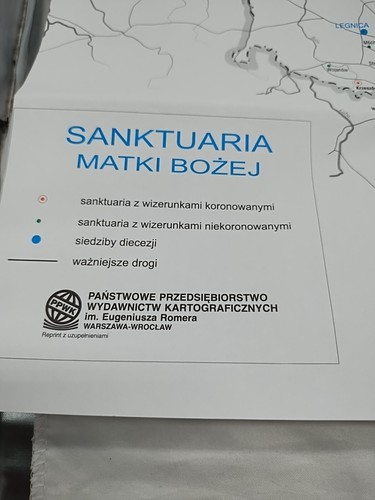 LEGNICA
Krzeszów
SANKTUARIA
MATKI BOŻEJ
sanktuaria z wizerunkami koronowanymi
sanktuaria z wizerunkami niekoronowanymi
siedziby diecezji
ważniejsze drogi
PPWK
PAŃSTWOWE PRZEDSIĘBIORSTWO
WYDAWNICTW KARTOGRAFICZNYCH
im. Eugeniusza Romera
WARSZAWA-WROCŁAW
Reprint z uzupełnieniami